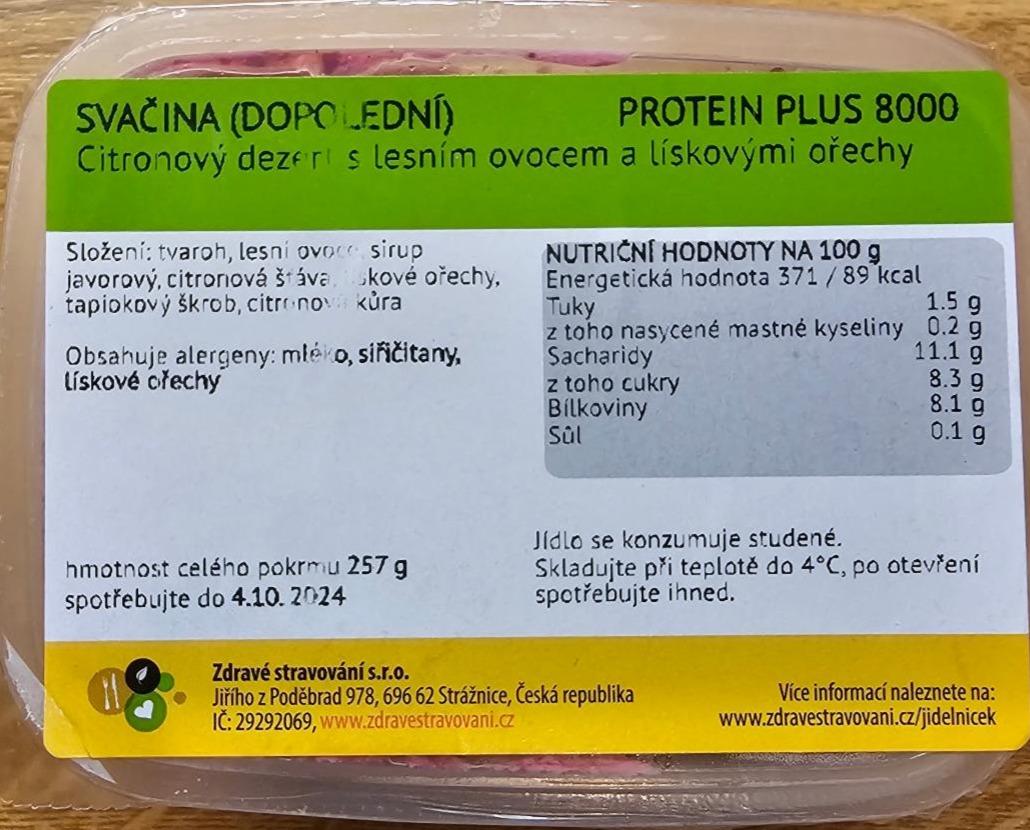 SVAČINA (DOPOLEDNÍ)
PROTEIN PLUS 8000
Citronový dezert s lesním ovocem a lískovými ořechy
Složení: tvaroh, lesní ovoce, sirup
javorový, citronová šťáva, lískové ořechy,
tapiokový škrob, citronová kůra
Obsahuje alergeny: mléko, siřičitany,
lískové ořechy
NUTRIČNÍ HODNOTY NA 100 g
Energetická hodnota 371 / 89 kcal
Tuky 1.5 g
z toho nasycené mastné kyseliny 0.2 g
Sacharidy 11.1 g
z toho cukry 8.3 g
Bílkoviny 8.1 g
Sůl 0.1 g
hmotnost celého pokrmu 257 g
spotřebujte do 4.10. 2024
Jídlo se konzumuje studené.
Skladujte při teplotě do 4°C, po otevření
spotřebujte ihned.
Zdravé stravování s.r.o.
Jiřího z Poděbrad 978, 696 62 Strážnice, Česká republika
IČ: 29292069, www.zdravestravovani.cz
Více informací naleznete na:
www.zdravestravovani.cz/jidelnicek